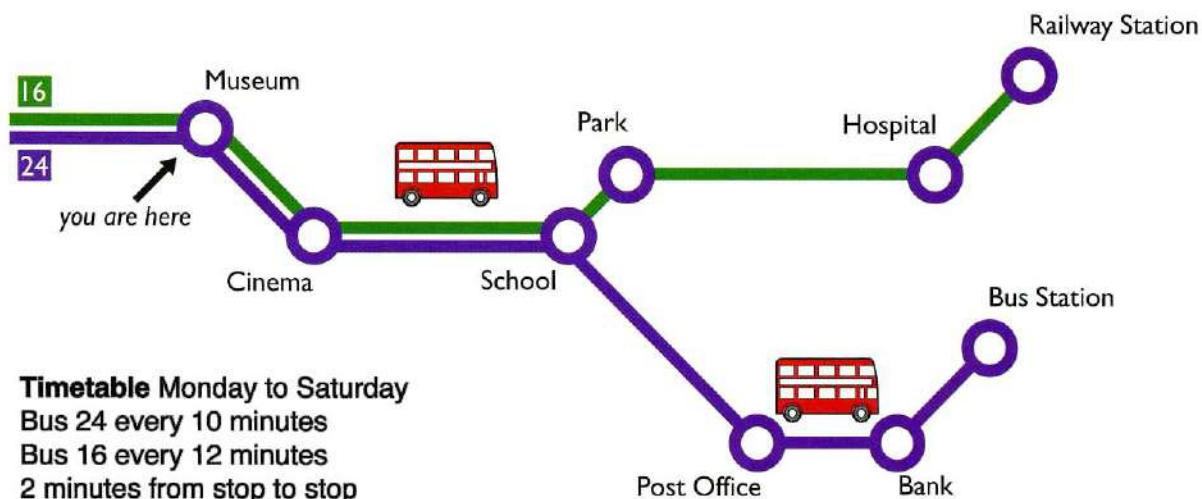 Railway Station
Museum
16
Park
Hospital
24
you are here
Cinema
School
Bus Station
Timetable Monday to Saturday
Bus 24 every 10 minutes
Bus 16 every 12 minutes
2 minutes from stop to stop
Post Office
Bank